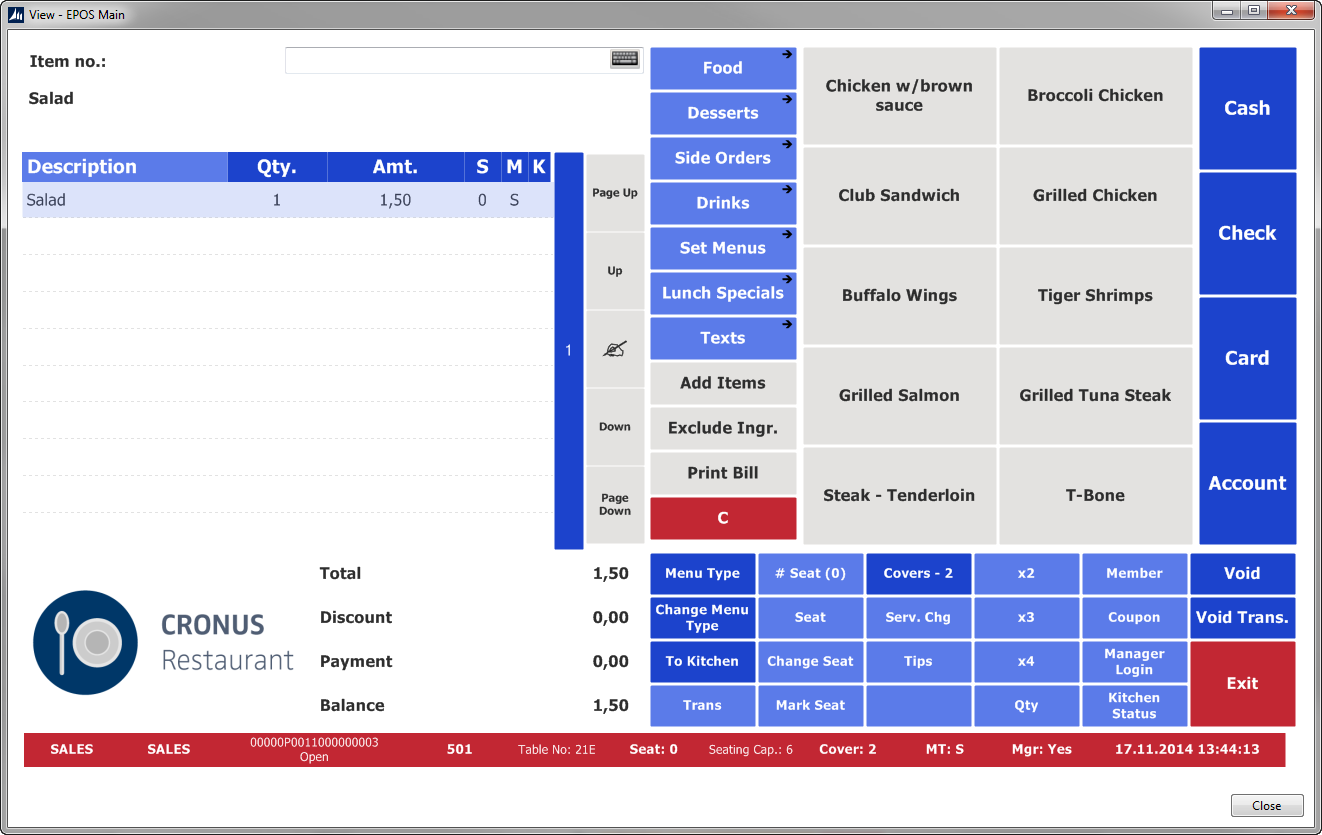 View - EPOS Main
Item no.:
Salad
Description Qty. Amt. S M K
Salad 1 1,50 0 S
1
Page Up
Up
Down
Page
Down
Food
Desserts
Side Orders
Drinks
Set Menus
Lunch Specials
Texts
Add Items
Exclude Ingr.
Print Bill
C
Chicken w/brown
sauce
Broccoli Chicken
Club Sandwich
Grilled Chicken
Buffalo Wings
Tiger Shrimps
Grilled Salmon
Grilled Tuna Steak
Steak - Tenderloin
T-Bone
Cash
Check
Card
Account
CRONUS
Restaurant
Total 1,50
Discount 0,00
Payment 0,00
Balance 1,50
Menu Type # Seat (0) Covers - 2 x2 Member Void
Change Menu
Type
Seat Serv. Chg x3 Coupon Void Trans.
To Kitchen Change Seat Tips x4
Manager
Login
Exit
Trans Mark Seat Qty
Kitchen
Status
SALES SALES
00000P0011000000003
Open
501 Table No: 21E Seat: 0 Seating Cap.: 6 Cover: 2 MT: S Mgr: Yes 17.11.2014 13:44:13
Close